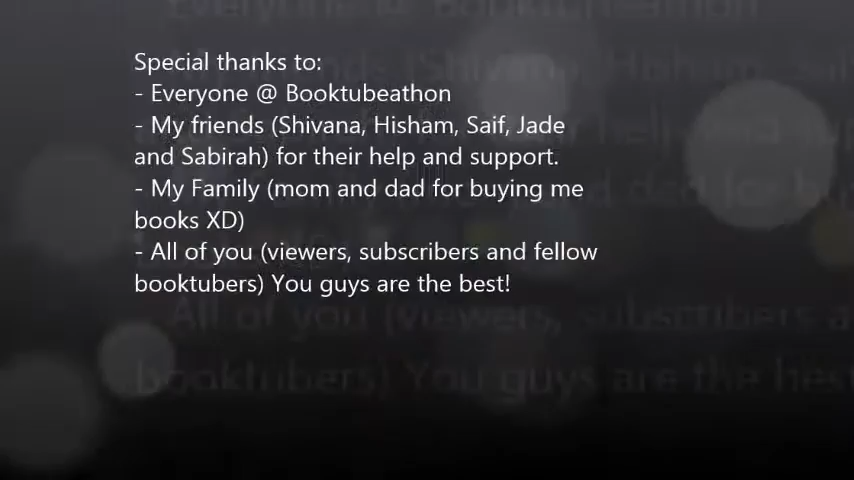 Special thanks to:
- Everyone @ Booktubeathon
- My friends (Shivana, Hisham, Saif, Jade
and Sabirah) for their help and support.
- My Family (mom and dad for buying me
books XD)
- All of you (viewers, subscribers and fellow
booktubers) You guys are the best!